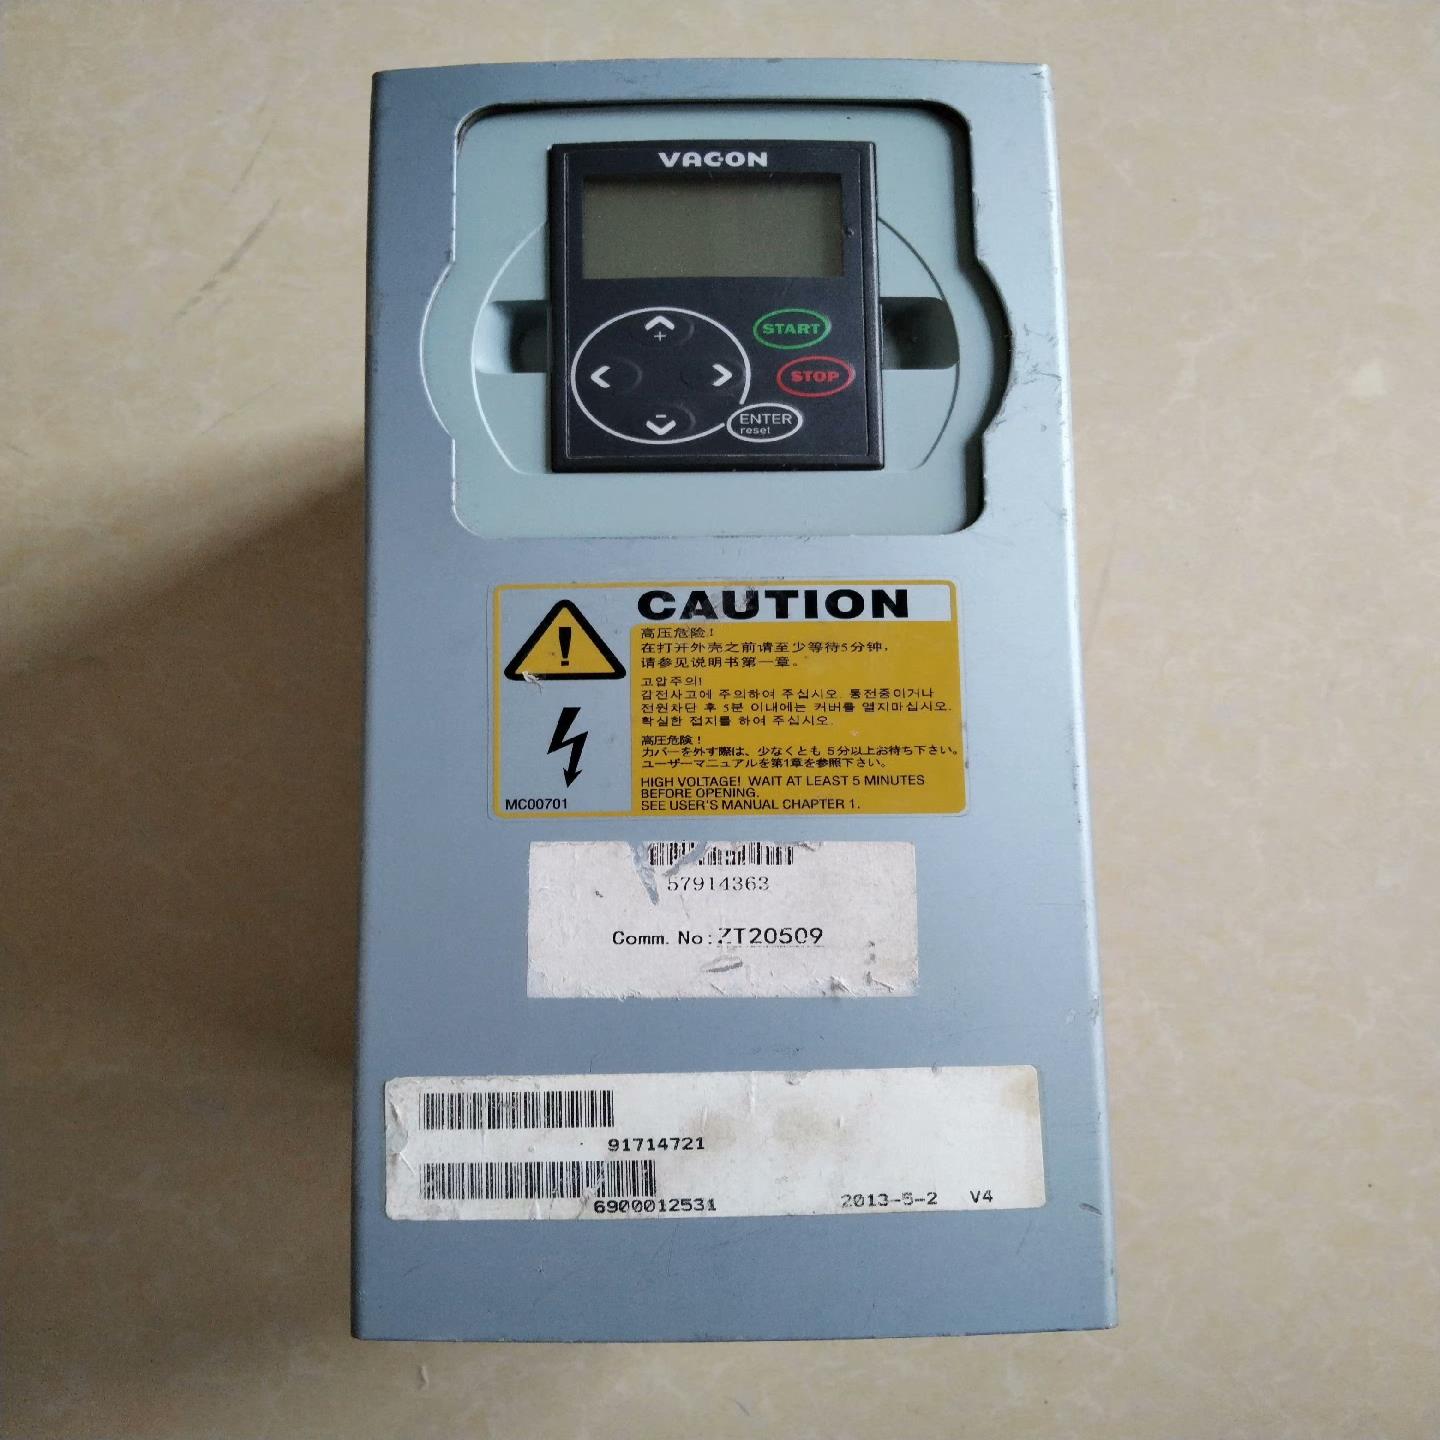 VACON
+
START
STOP
-
ENTER
reset
CAUTION
高压危险!
在打开外壳之前请至少等待5分钟,
请参见说明书第一章。
고압주의!
감전사고에 주의하여 주십시오. 통전중이거나
전원차단 후 5분 이내에는 커버를 열지마십시오.
확실한 접지를 하여 주십시오.
高圧危険!
カバーを外す際は、少なくとも 5分以上お待ち下さい。
ユーザーマニュアルを第1章を参照下さい。
HIGH VOLTAGE! WAIT AT LEAST 5 MINUTES
BEFORE OPENING.
SEE USER'S MANUAL CHAPTER 1.
MC00701
57914363
Comm. No:ZT20509
91714721
6900012531
2013-5-2 V4